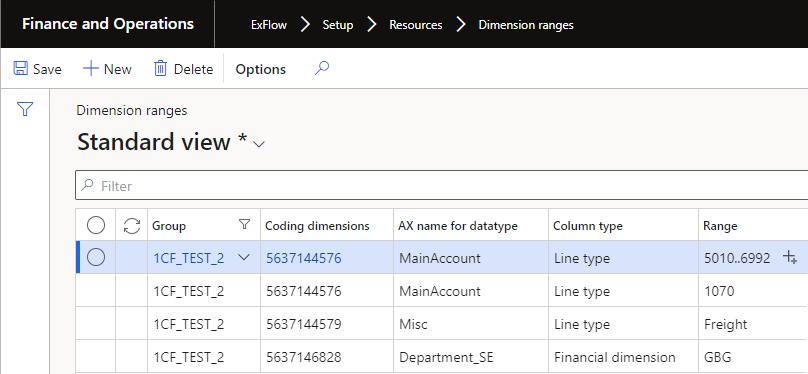 Finance and Operations ExFlow Setup Resources Dimension ranges
Save New Delete Options
Dimension ranges
Standard view *
Filter
Group Coding dimensions AX name for datatype Column type Range
1CF_TEST_2 5637144576 MainAccount Line type 5010..6992
1CF_TEST_2 5637144576 MainAccount Line type 1070
1CF_TEST_2 5637144579 Misc Line type Freight
1CF_TEST_2 5637146828 Department_SE Financial dimension GBG